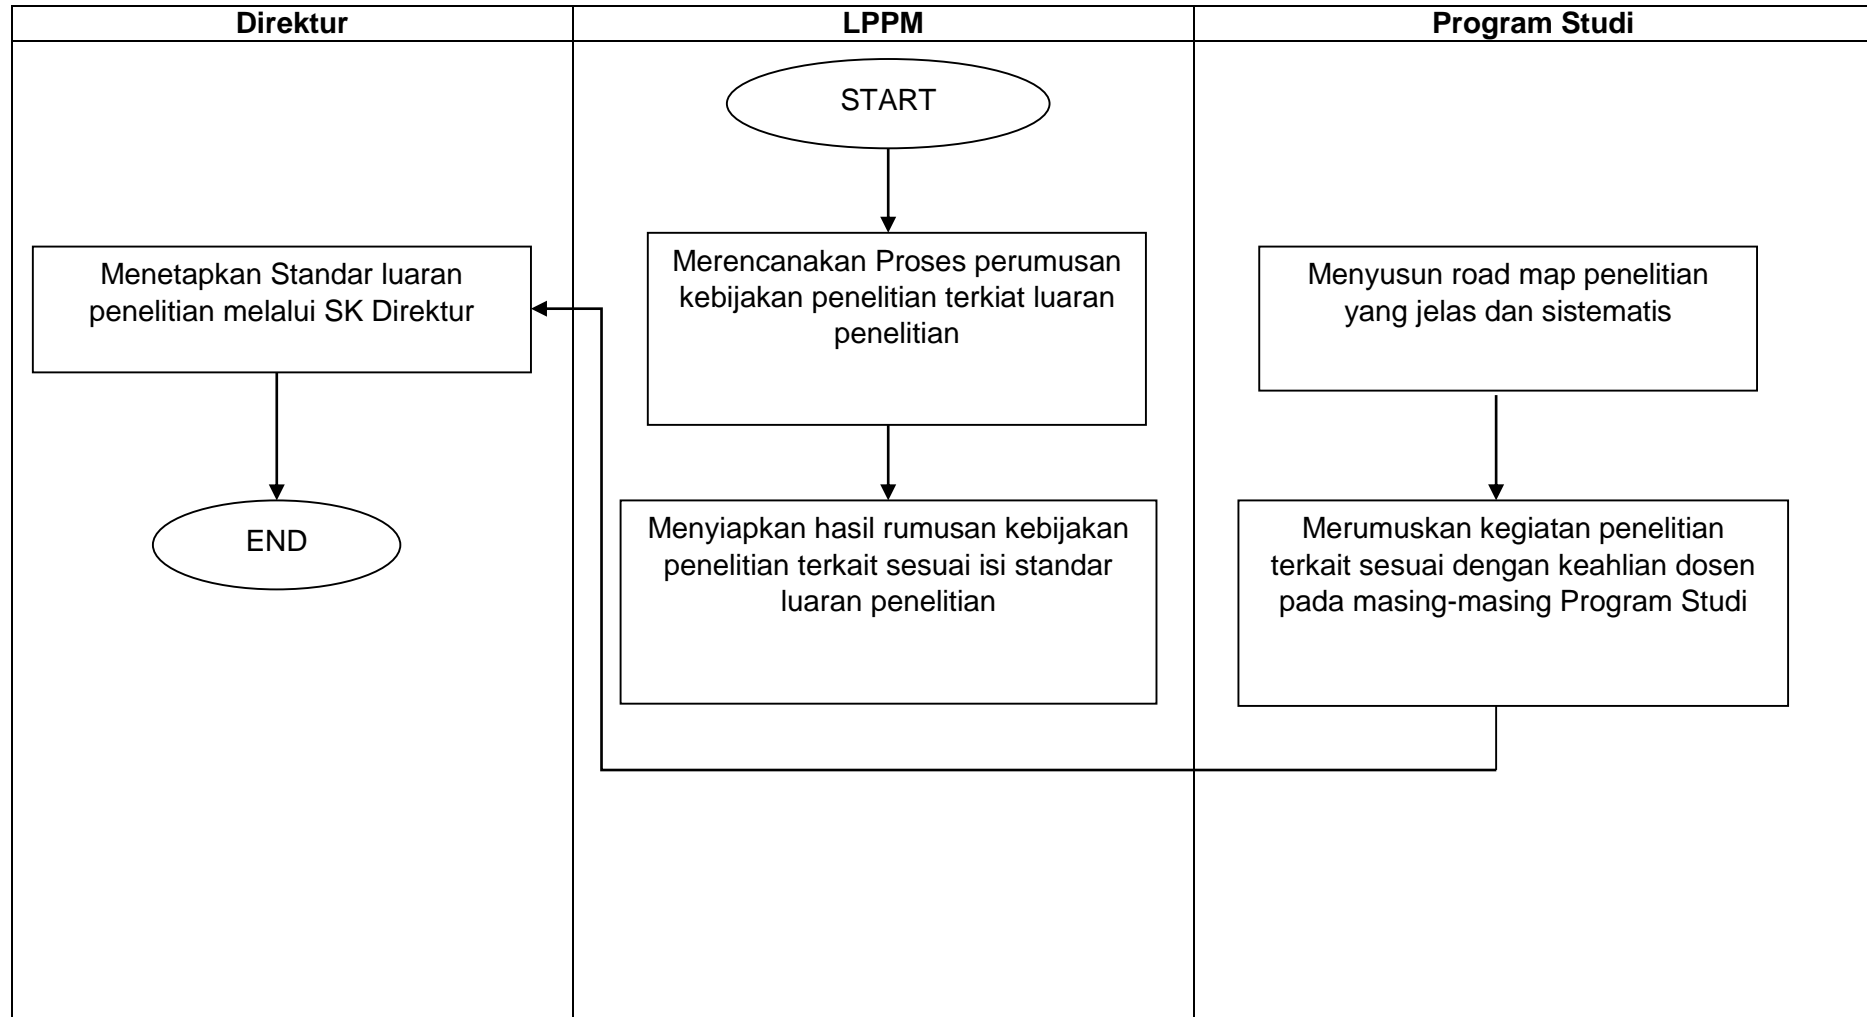 Direktur
LPPM
Program Studi
START
Menetapkan Standar luaran
penelitian melalui SK Direktur
END
Merencanakan Proses perumusan
kebijakan penelitian terkiat luaran
penelitian
Menyiapkan hasil rumusan kebijakan
penelitian terkait sesuai isi standar
luaran penelitian
Menyusun road map penelitian
yang jelas dan sistematis
Merumuskan kegiatan penelitian
terkait sesuai dengan keahlian dosen
pada masing-masing Program Studi